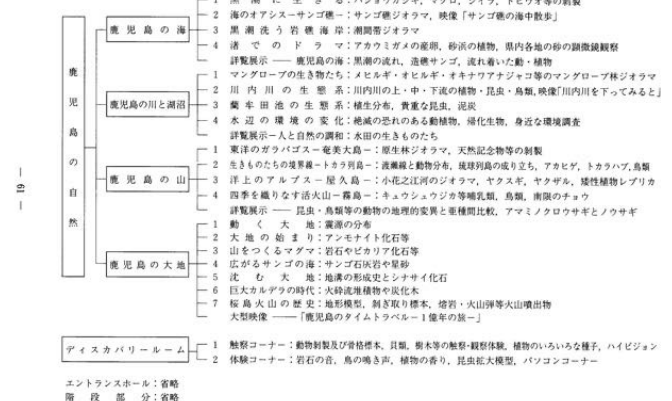 1 黒潮に生きる：バショウカジキ，マグロ，シイラ，トビウオ等の剥製
鹿児島の海
2 海のオアシス－サンゴ礁－：サンゴ礁ジオラマ，映像「サンゴ礁の海中散歩」
3 黒潮洗う岩礁海岸：潮間帯ジオラマ
4 渚でのドラマ：アカウミガメの産卵，砂浜の植物，県内各地の砂の顕微鏡観察
詳覧展示 ―― 鹿児島の海：黒潮の流れ，造礁サンゴ，流れ着いた動・植物
鹿児島の自然
鹿児島の川と湖沼
1 マングローブの生き物たち：メヒルギ・オヒルギ・オキナワアナジャコ等のマングローブ林ジオラマ
2 川内川の生態系：川内川の上・中・下流の植物・昆虫・鳥類，映像「川内川を下ってみると」
3 藺牟田池の生態系：植生分布，貴重な昆虫，泥炭
4 水辺の環境の変化：絶滅の恐れのある動植物，帰化生物，身近な環境調査
詳覧展示－人と自然の調和：水田の生きものたち
鹿児島の山
1 東洋のガラパゴス－奄美大島－：原生林ジオラマ，天然記念物等の剥製
2 生きものたちの境界線－トカラ列島－：渡瀬線と動物分布，琉球列島の成り立ち，アカヒゲ，トカラハブ，鳥類
3 洋上のアルプス－屋久島－：小花之江河のジオラマ，ヤクスギ，ヤクザル，矮性植物レプリカ
4 四季を織りなす活火山－霧島－：キュウシュウジカ等哺乳類，鳥類，南限のチョウ
詳覧展示 ―― 昆虫・鳥類等の動物の地理的変異と亜種間比較，アマミノクロウサギとノウサギ
鹿児島の大地
1 動く大地：震源の分布
2 大地の始まり：アンモナイト化石等
3 山をつくるマグマ：岩石やビカリア化石等
4 広がるサンゴの海：サンゴ石灰岩や星砂
5 沈む大地：地溝の形成とシナサイ化石
6 巨大カルデラの時代：火砕流堆積物や炭化木
7 桜島火山の歴史：地形模型，剥ぎ取り標本，熔岩・火山弾等火山噴出物
大型映像 ――「鹿児島のタイムトラベル－1億年の旅－」
ディスカバリールーム
1 触察コーナー：動物剥製及び骨格標本，貝類，樹木等の触察・観察体験，植物のいろいろな種子，ハイビジョン
2 体験コーナー：岩石の音，鳥の鳴き声，植物の香り，昆虫拡大模型，パソコンコーナー
エントランスホール：省略
階段部分：省略
― 19 ―